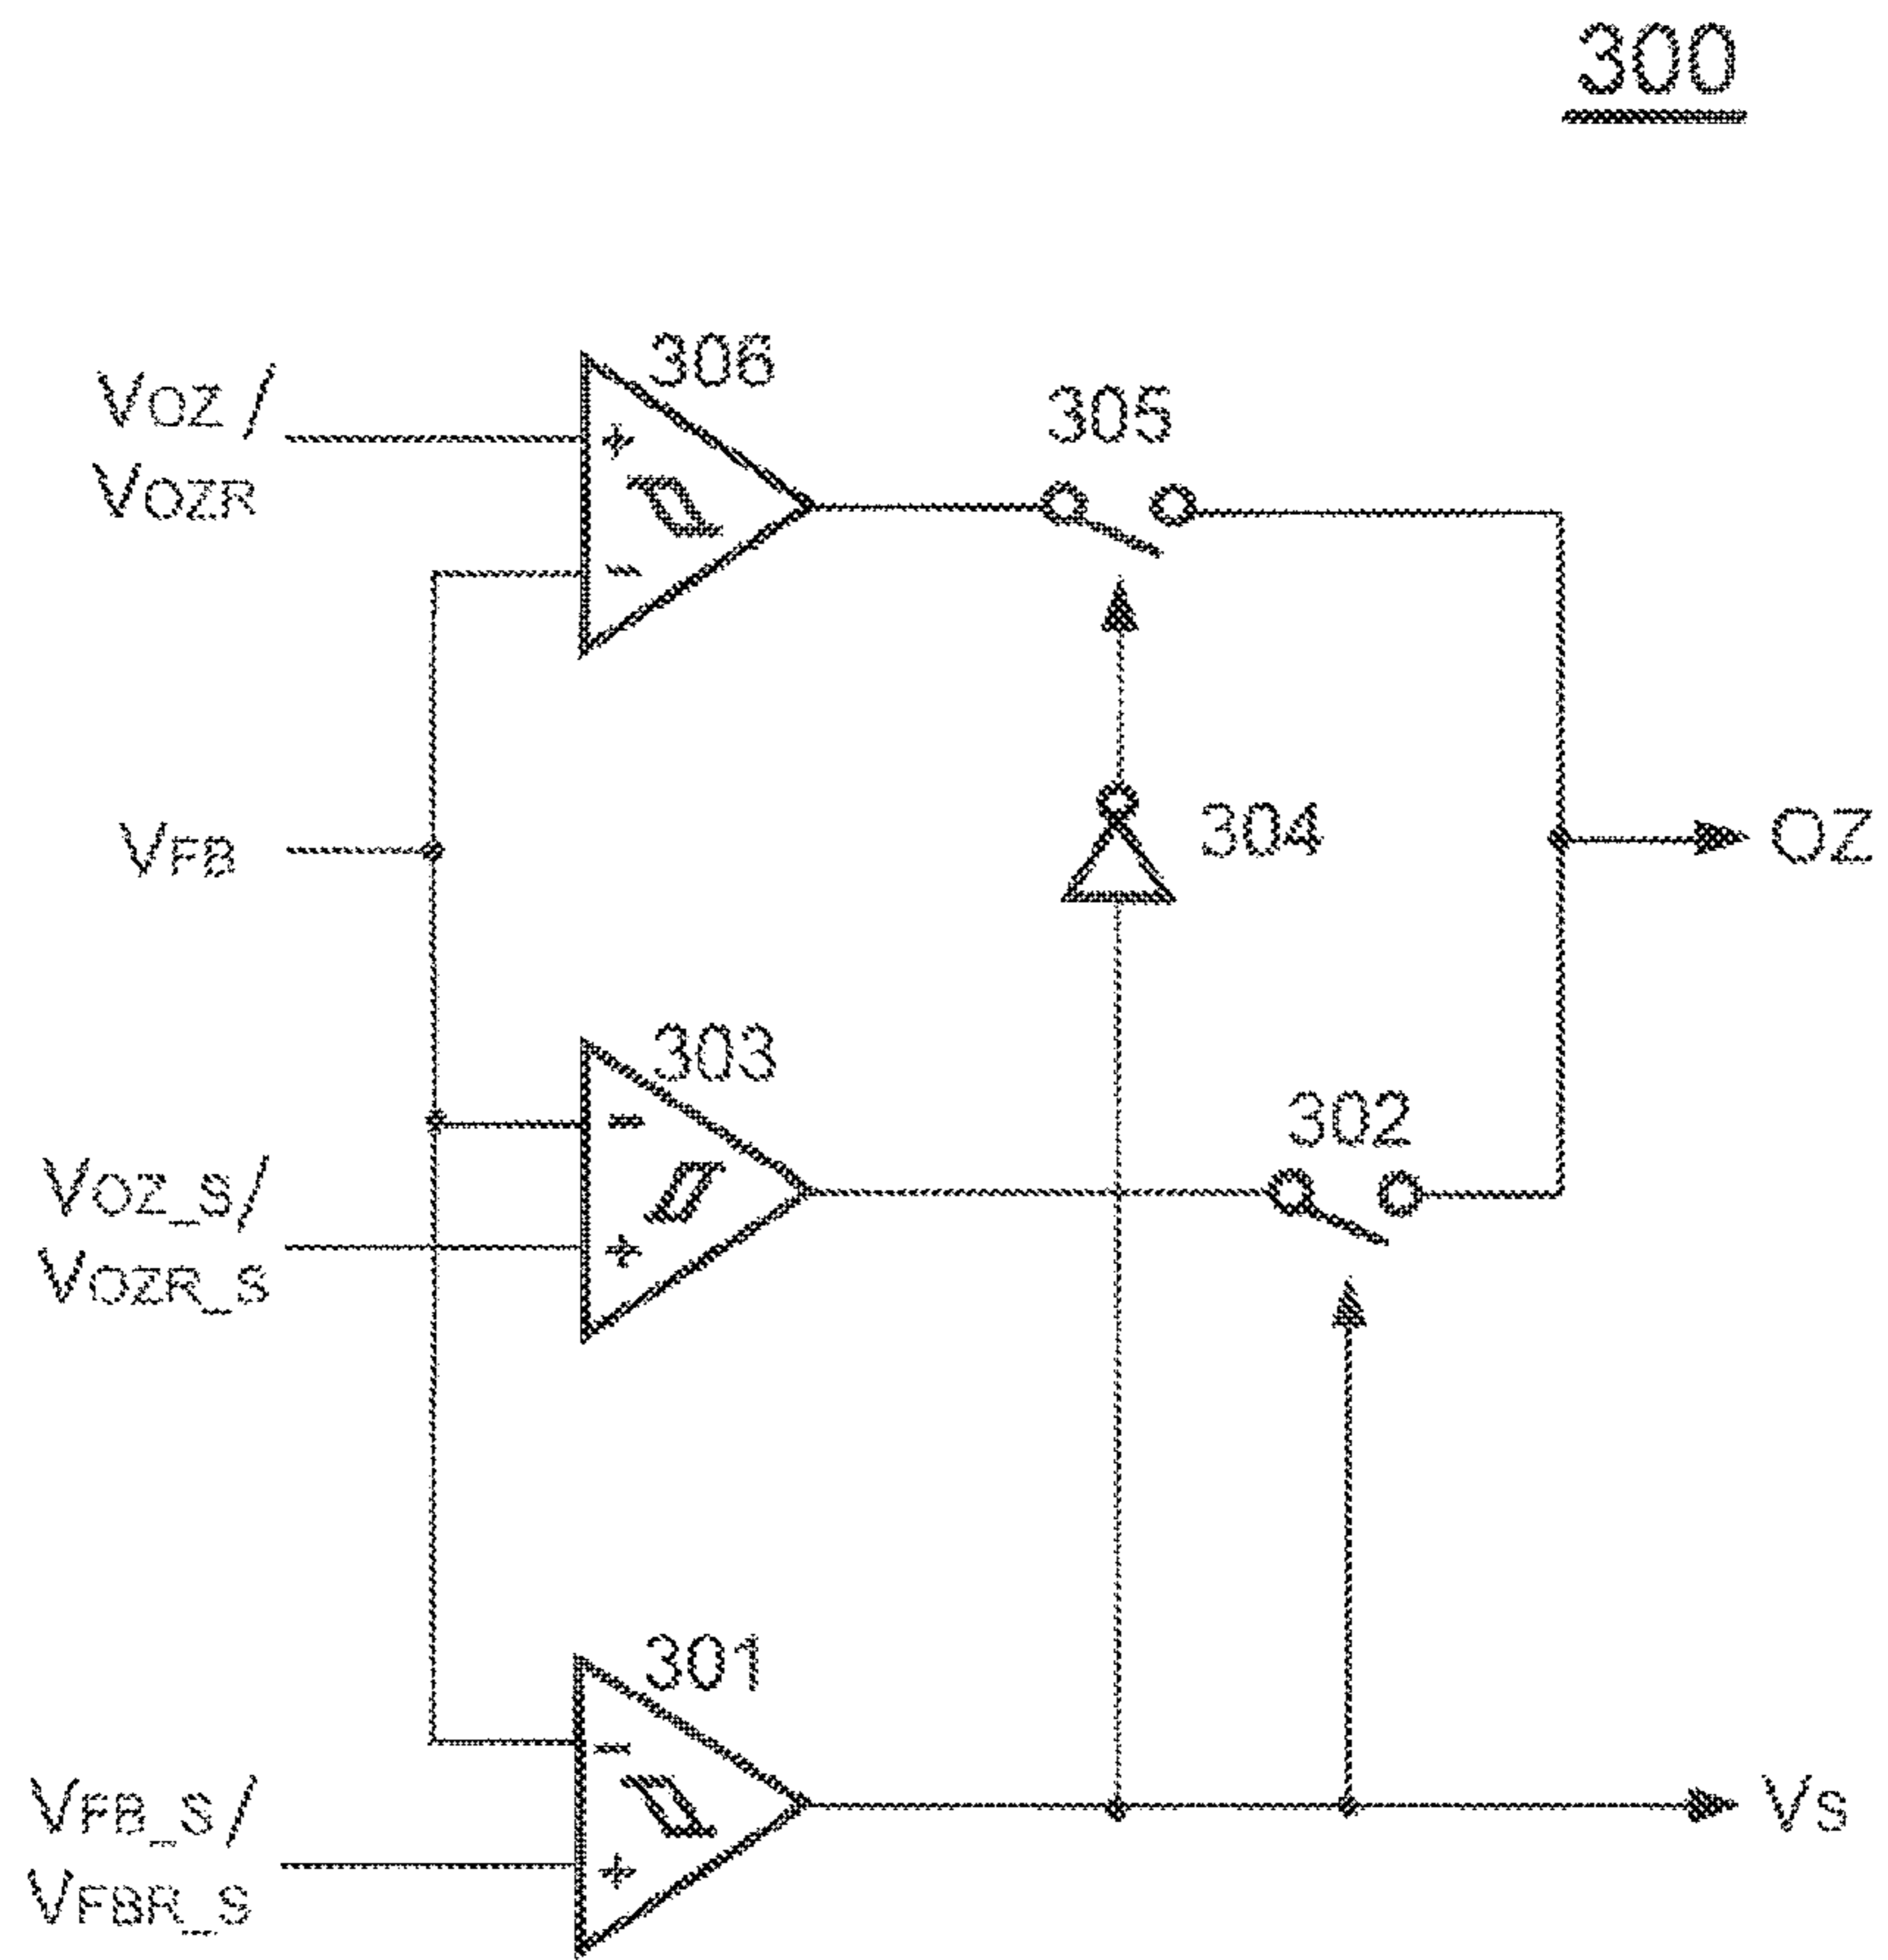 300
306
VOZ /
VOZR
+
-
305
VFB
304
OZ
303
-
VOZ_S/
VOZR_S
+
302
301
-
VFB_S/
VFBR_S
+
VS